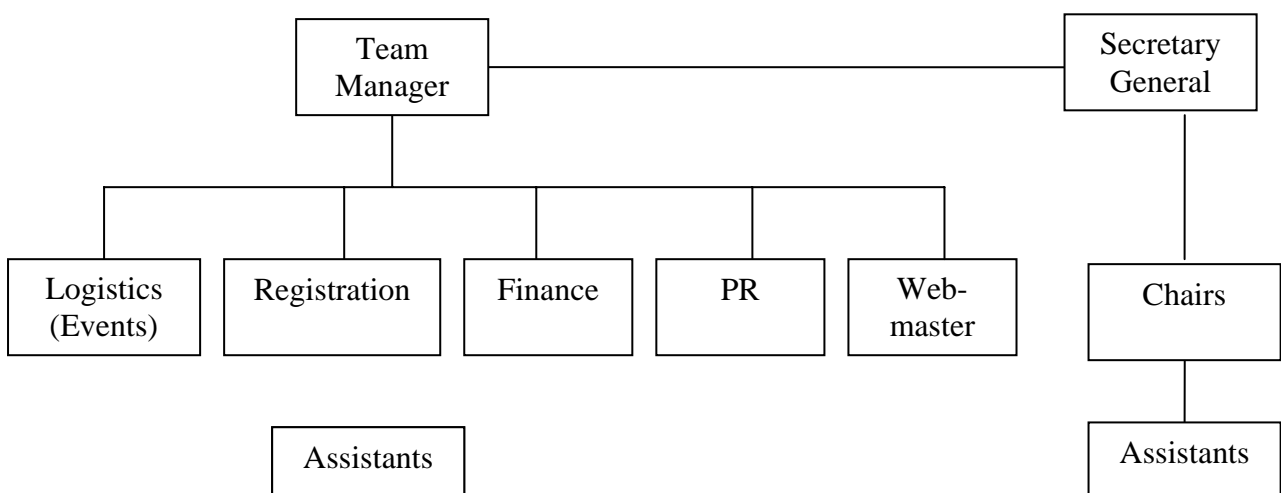 Team
Manager
Secretary
General
Logistics
(Events)
Registration
Finance
PR
Web-
master
Chairs
Assistants
Assistants